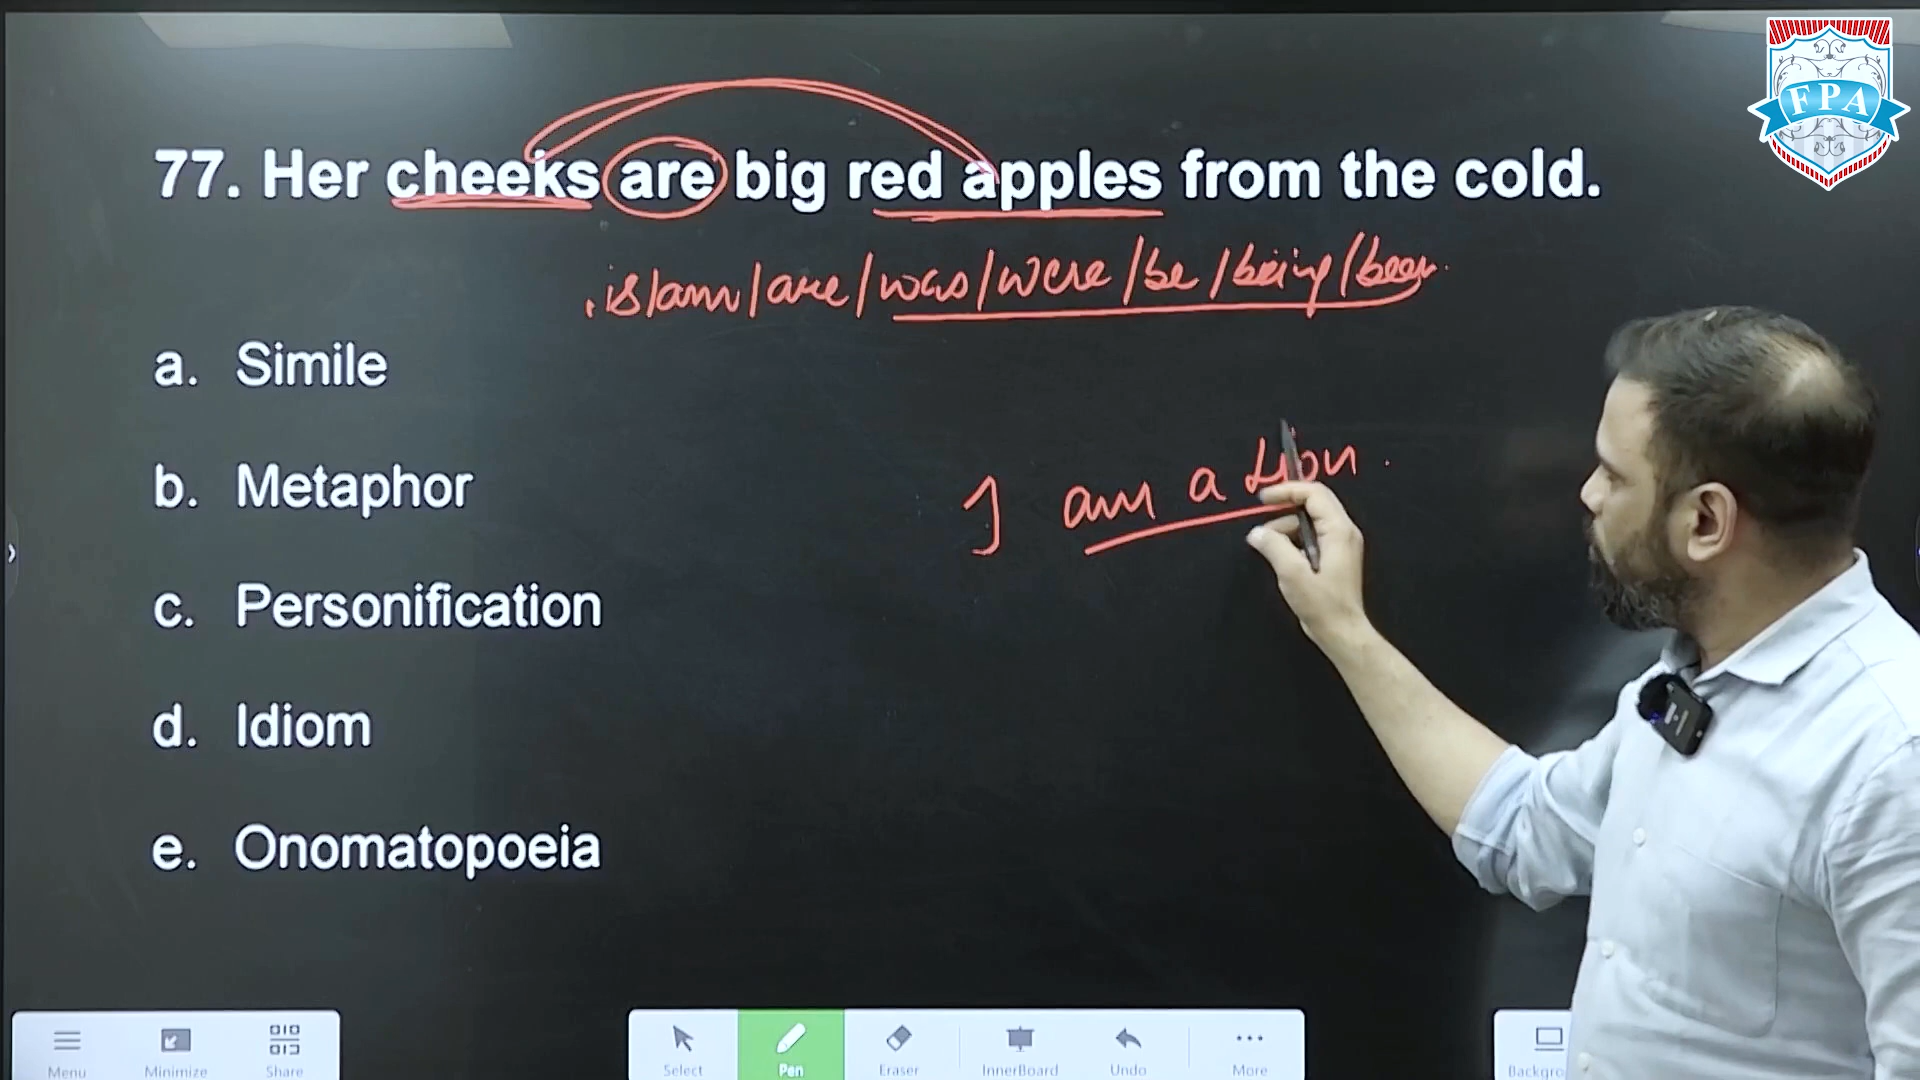 FPA
77. Her cheeks are big red apples from the cold.
is/am/are/was/were/be/being/been.
a. Simile
b. Metaphor
I am a Lion.
c. Personification
d. Idiom
e. Onomatopoeia
Menu
Minimize
Share
Select
Pen
Eraser
InnerBoard
Undo
More
Backgro